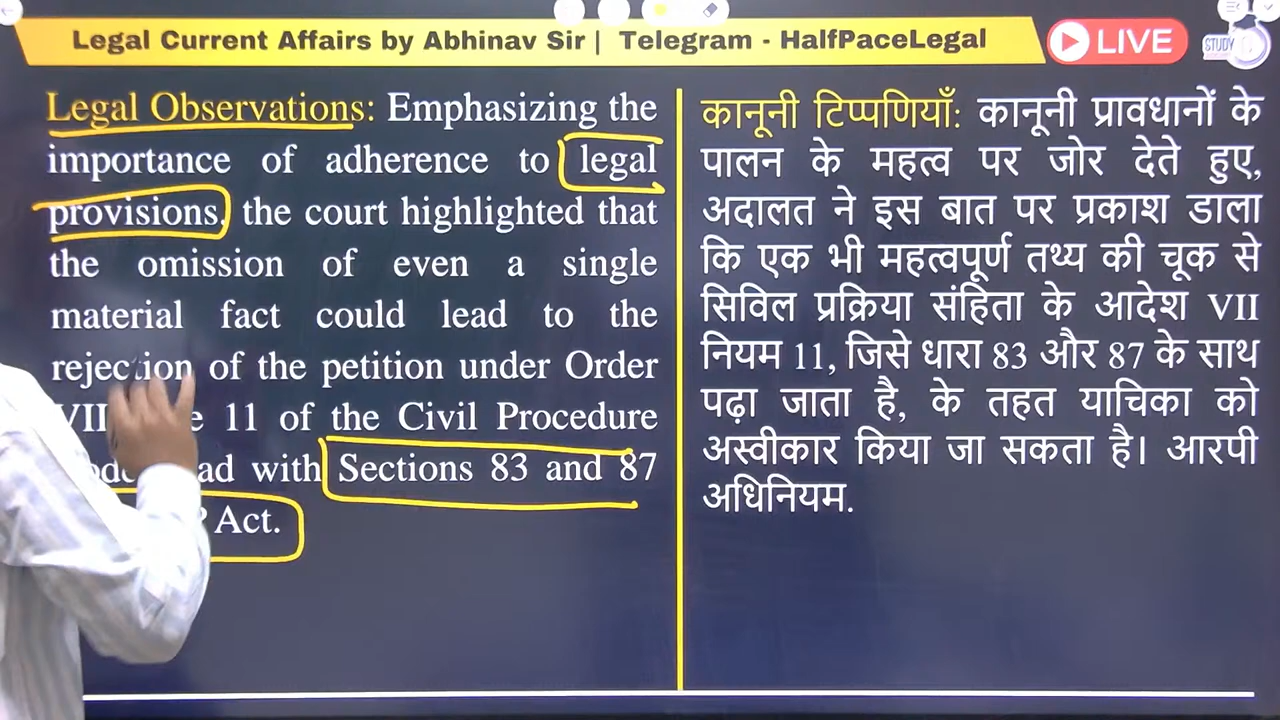 Legal Current Affairs by Abhinav Sir | Telegram - HalfPaceLegal
LIVE
STUDY
Legal Observations: Emphasizing the
importance of adherence to legal
provisions, the court highlighted that
the omission of even a single
material fact could lead to the
rejection of the petition under Order
VII 11 of the Civil Procedure
with Sections 83 and 87
Act.
कानूनी टिप्पणियाँ: कानूनी प्रावधानों के
पालन के महत्व पर जोर देते हुए,
अदालत ने इस बात पर प्रकाश डाला
कि एक भी महत्वपूर्ण तथ्य की चूक से
सिविल प्रक्रिया संहिता के आदेश VII
नियम 11, जिसे धारा 83 और 87 के साथ
पढ़ा जाता है, के तहत याचिका को
अस्वीकार किया जा सकता है। आरपी
अधिनियम.